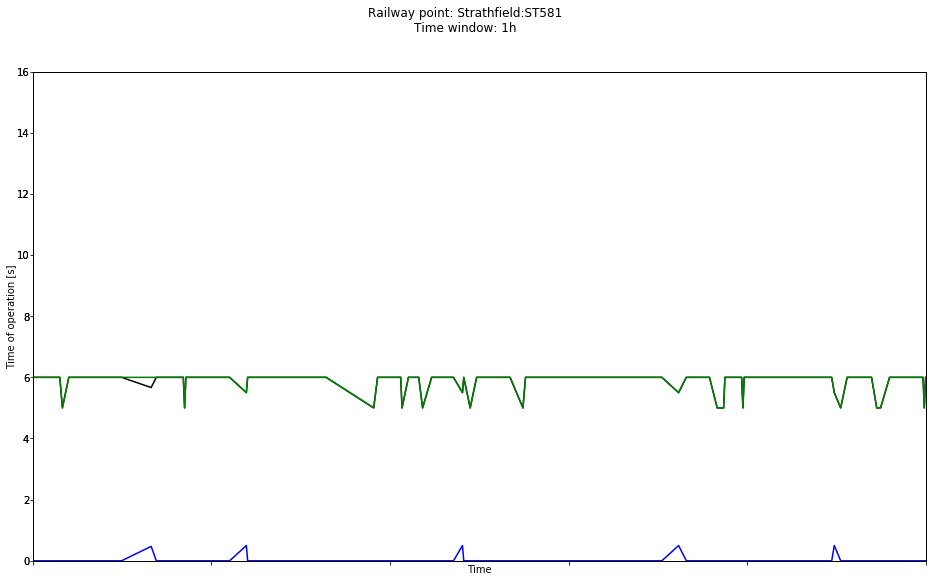 Railway point: Strathfield:ST581
Time window: 1h
16
14
12
10
8
6
4
2
0
Time of operation [s]
Time